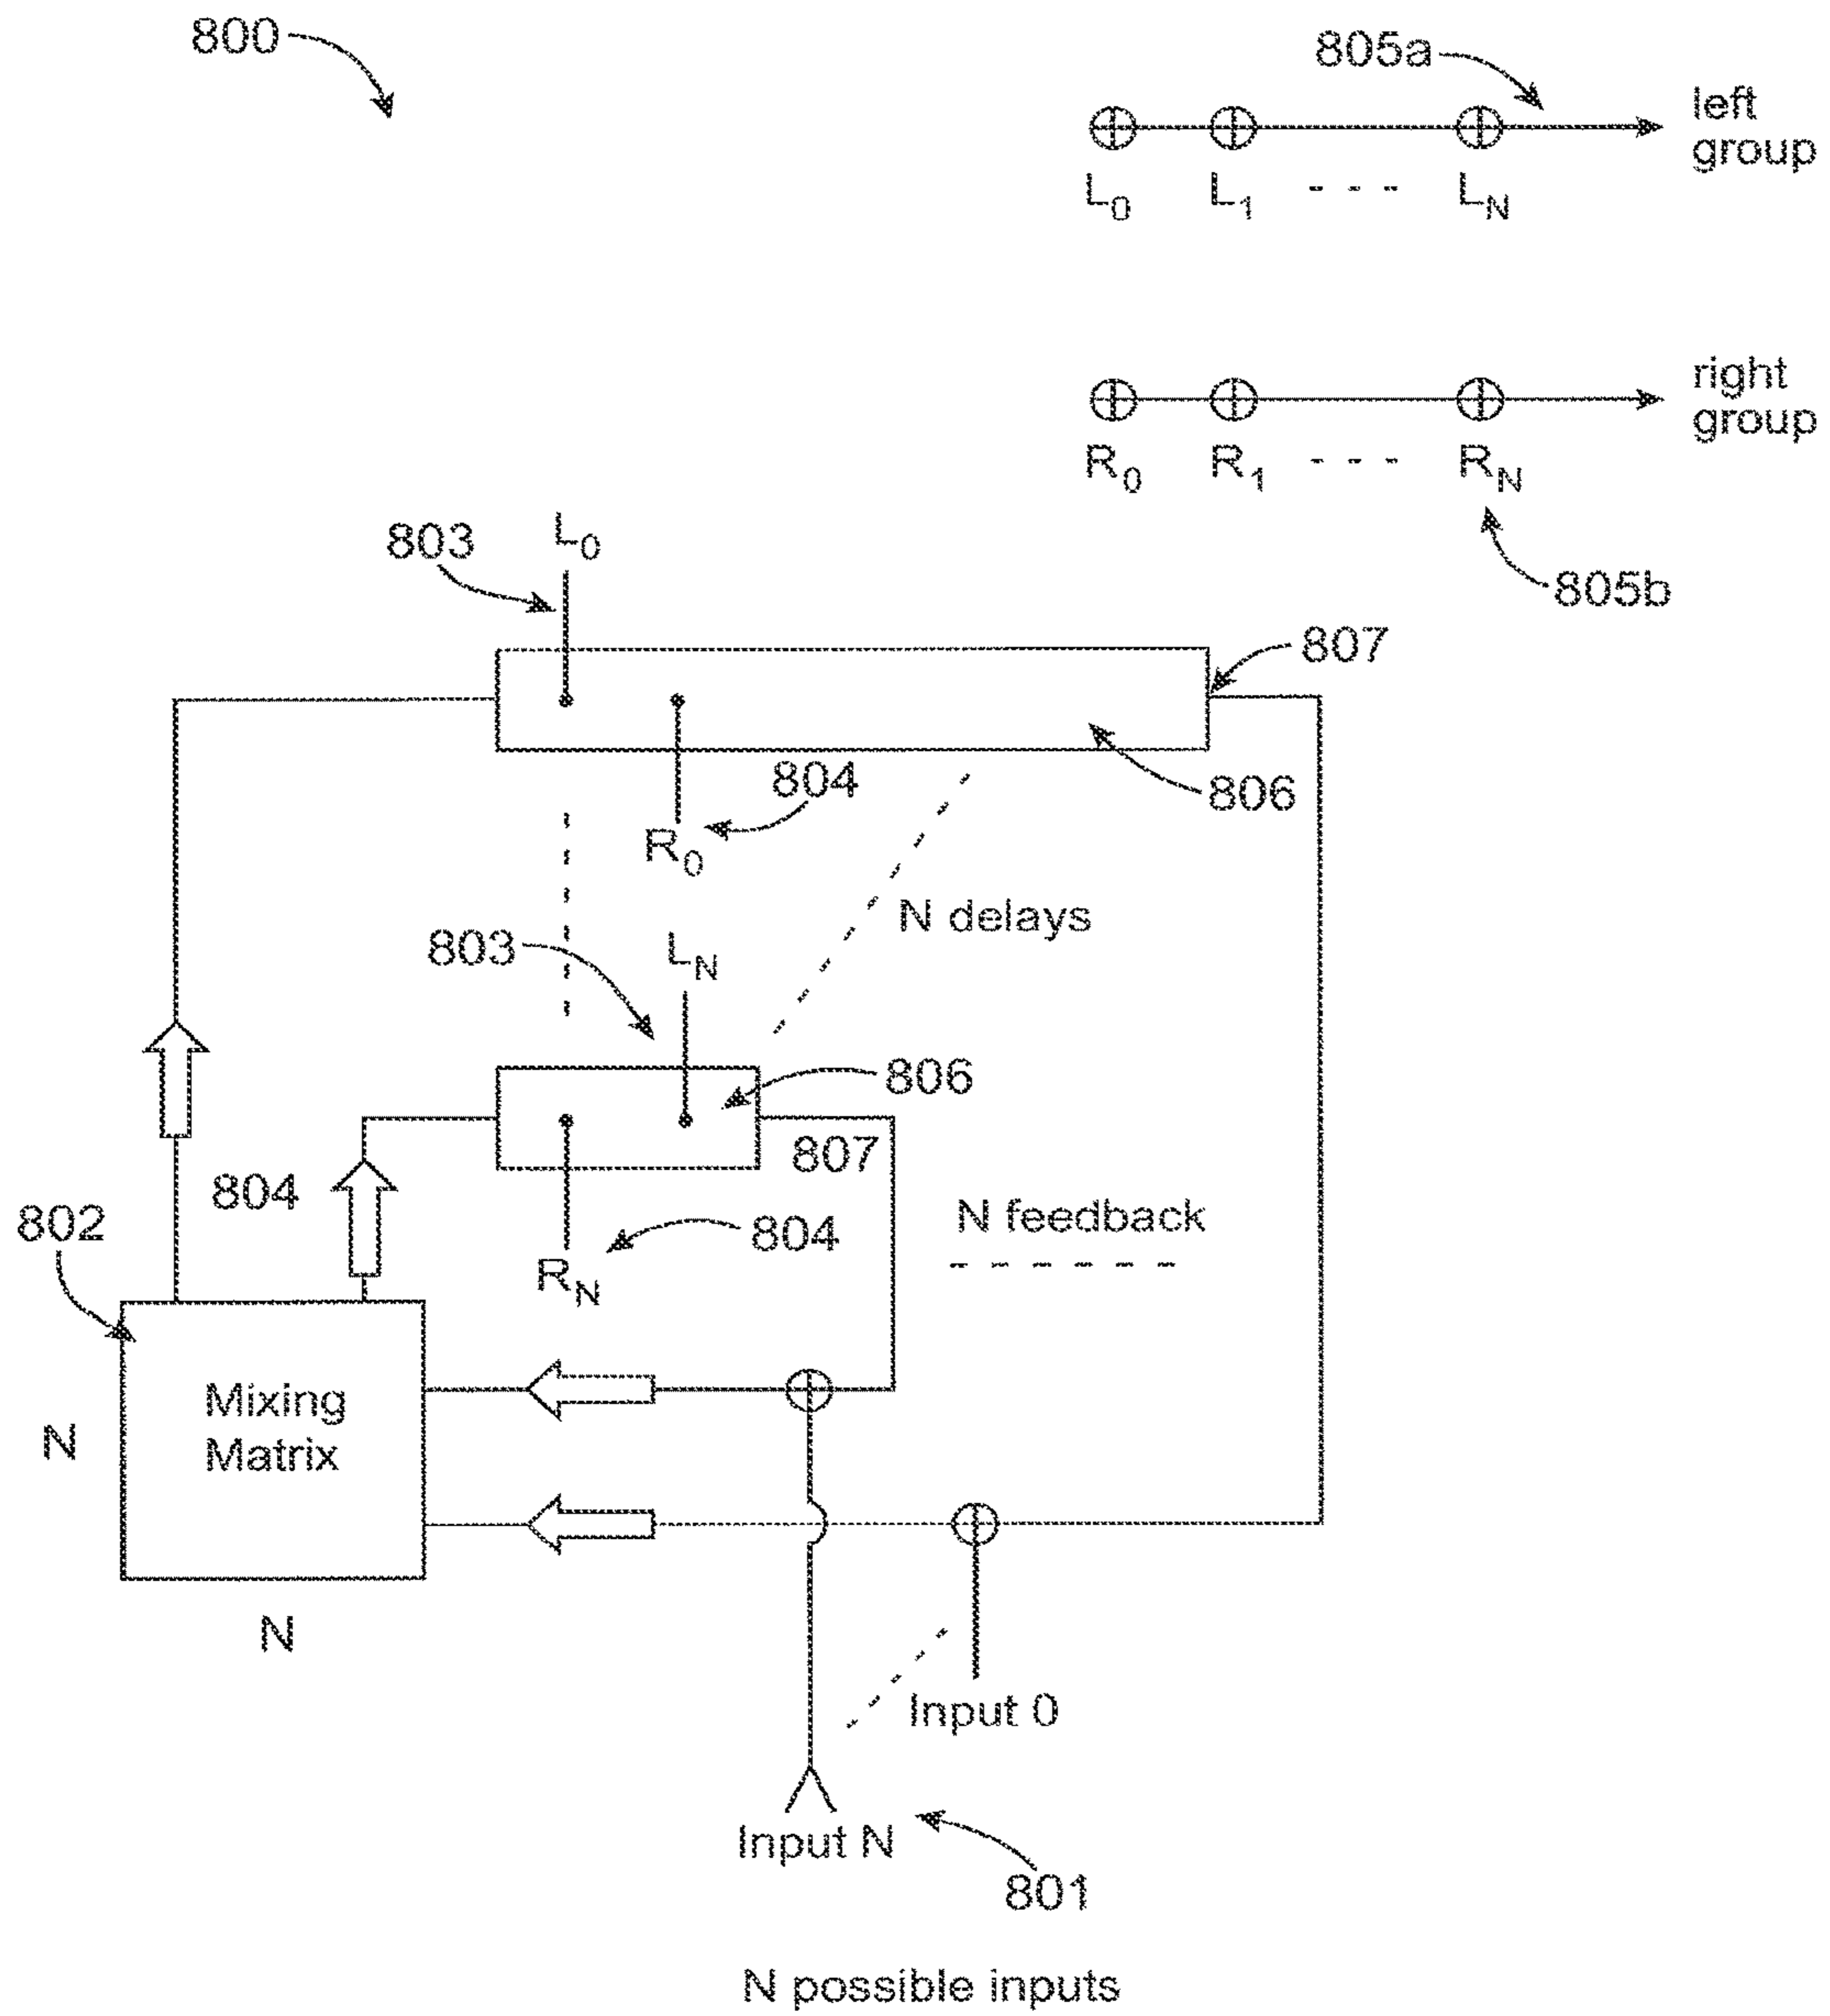 800
805a
left
group
L0 L1 - - - LN
right
group
R0 R1 - - - RN
805b
803
L0
807
806
804
R0
N delays
803
LN
806
807
804
802
804
RN
N feedback
Mixing
Matrix
N
N
Input 0
Input N
801
N possible inputs